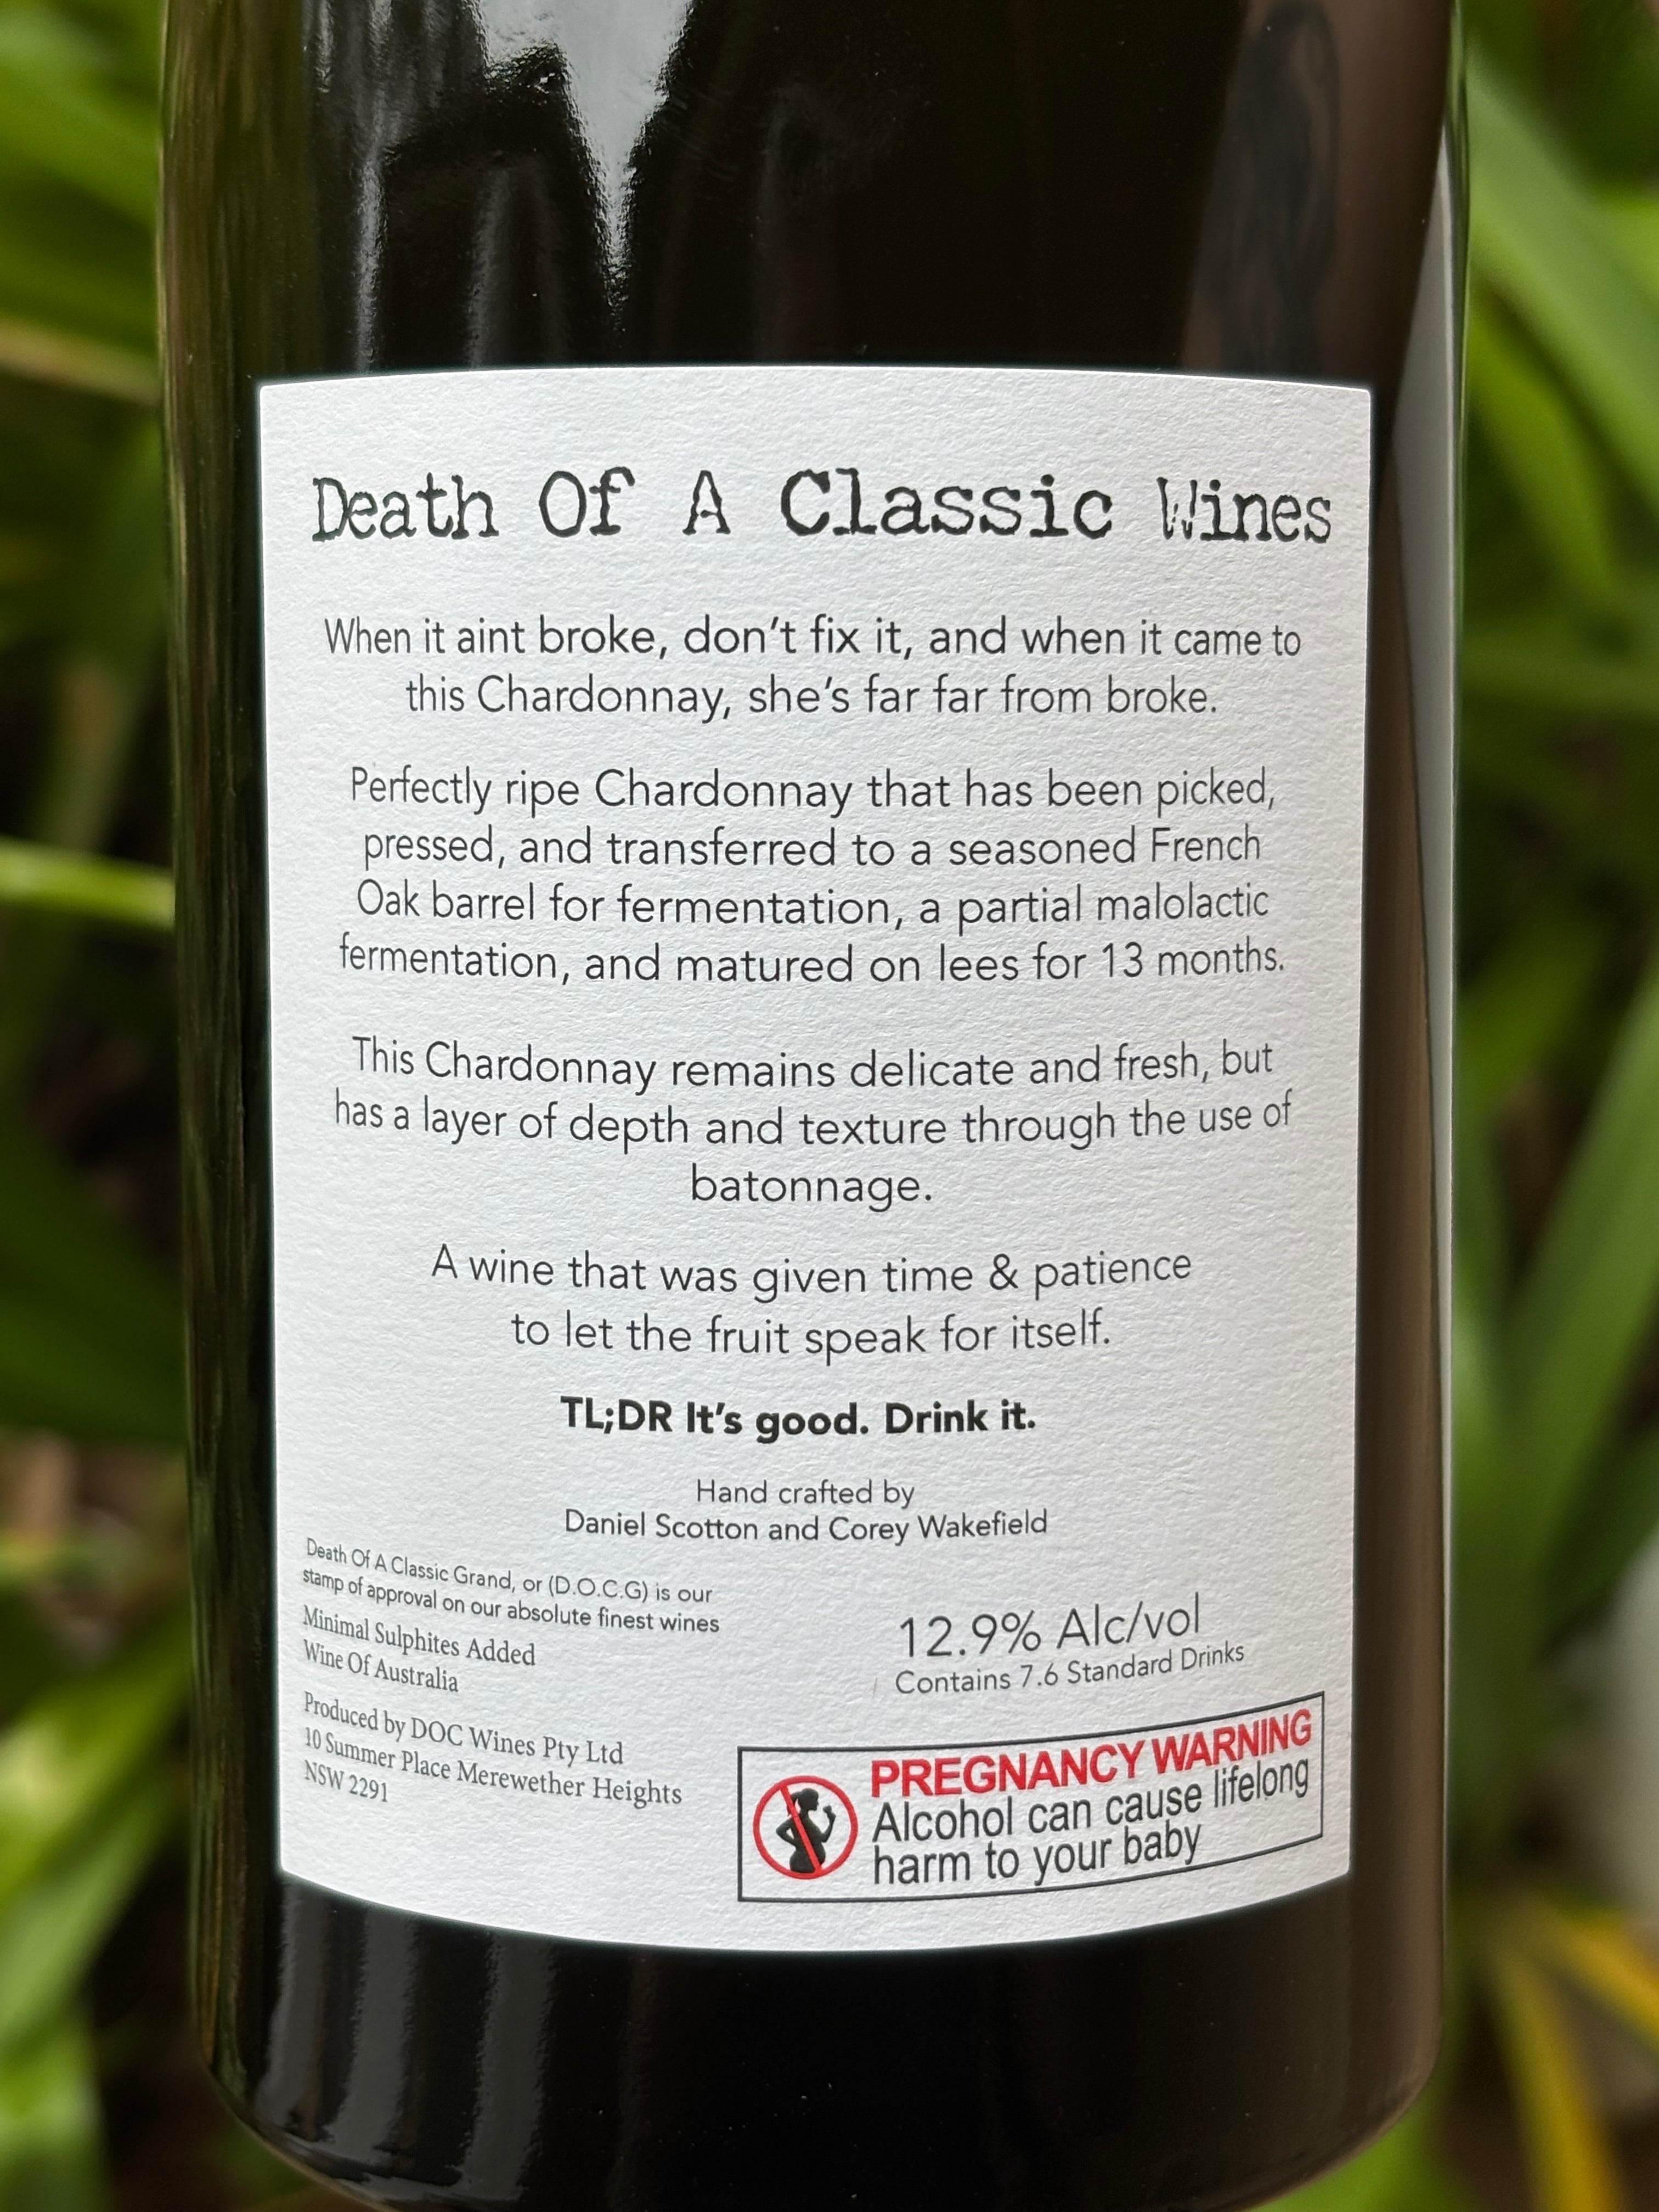 Death Of A Classic Wines
When it aint broke, don't fix it, and when it came to
this Chardonnay, she's far far from broke.
Perfectly ripe Chardonnay that has been picked,
pressed, and transferred to a seasoned French
Oak barrel for fermentation, a partial malolactic
fermentation, and matured on lees for 13 months.
This Chardonnay remains delicate and fresh, but
has a layer of depth and texture through the use of
batonnage.
A wine that was given time & patience
to let the fruit speak for itself.
TL;DR It's good. Drink it.
Hand crafted by
Daniel Scotton and Corey Wakefield
Death Of A Classic Grand, or (D.O.C.G) is our
stamp of approval on our absolute finest wines
Minimal Sulphites Added
Wine Of Australia
Produced by DOC Wines Pty Ltd
10 Summer Place Merewether Heights
NSW 2291
12.9% Alc/vol
Contains 7.6 Standard Drinks
PREGNANCY WARNING
Alcohol can cause lifelong
harm to your baby